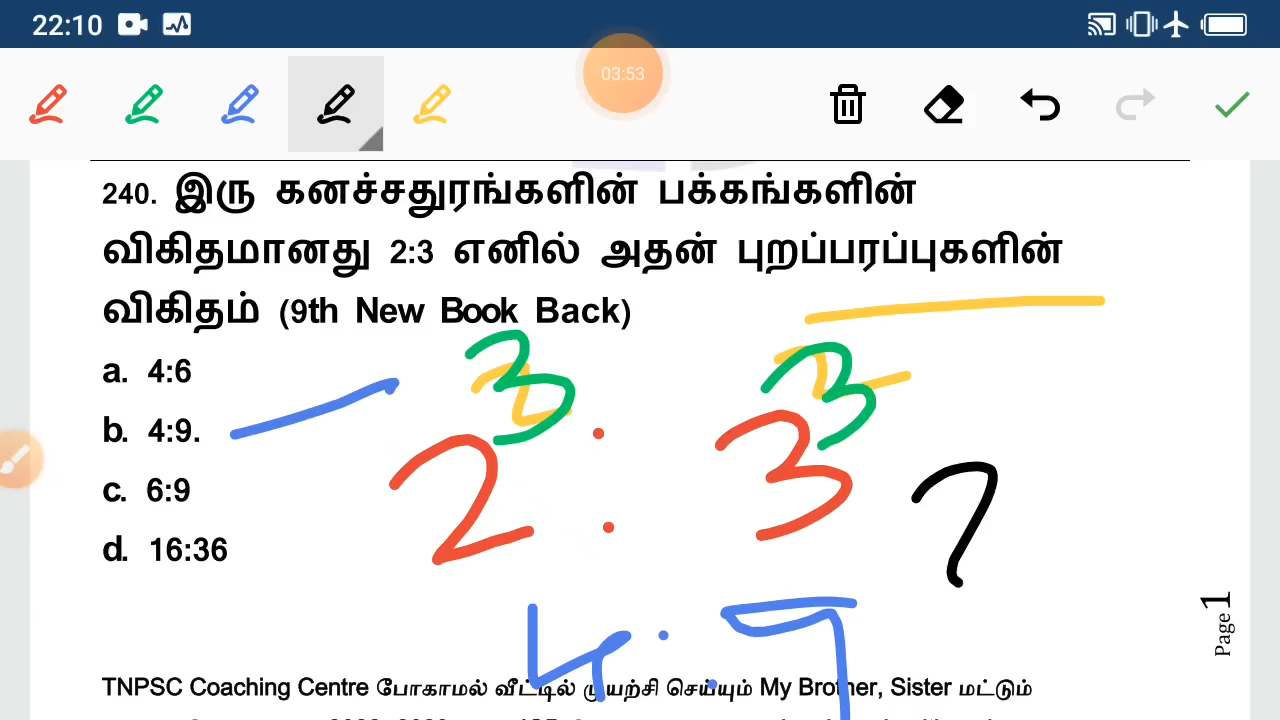 22:10
03:53
240. இரு கனச்சதுரங்களின் பக்கங்களின்
விகிதமானது 2:3 எனில் அதன் புறப்பரப்புகளின்
விகிதம் (9th New Book Back)
a. 4:6
b. 4:9.
c. 6:9
d. 16:36
3 3
2 : 3 ?
4 : 9
Page 1
TNPSC Coaching Centre போகாமல் வீட்டில் முயற்சி செய்யும் My Brother, Sister மட்டும்